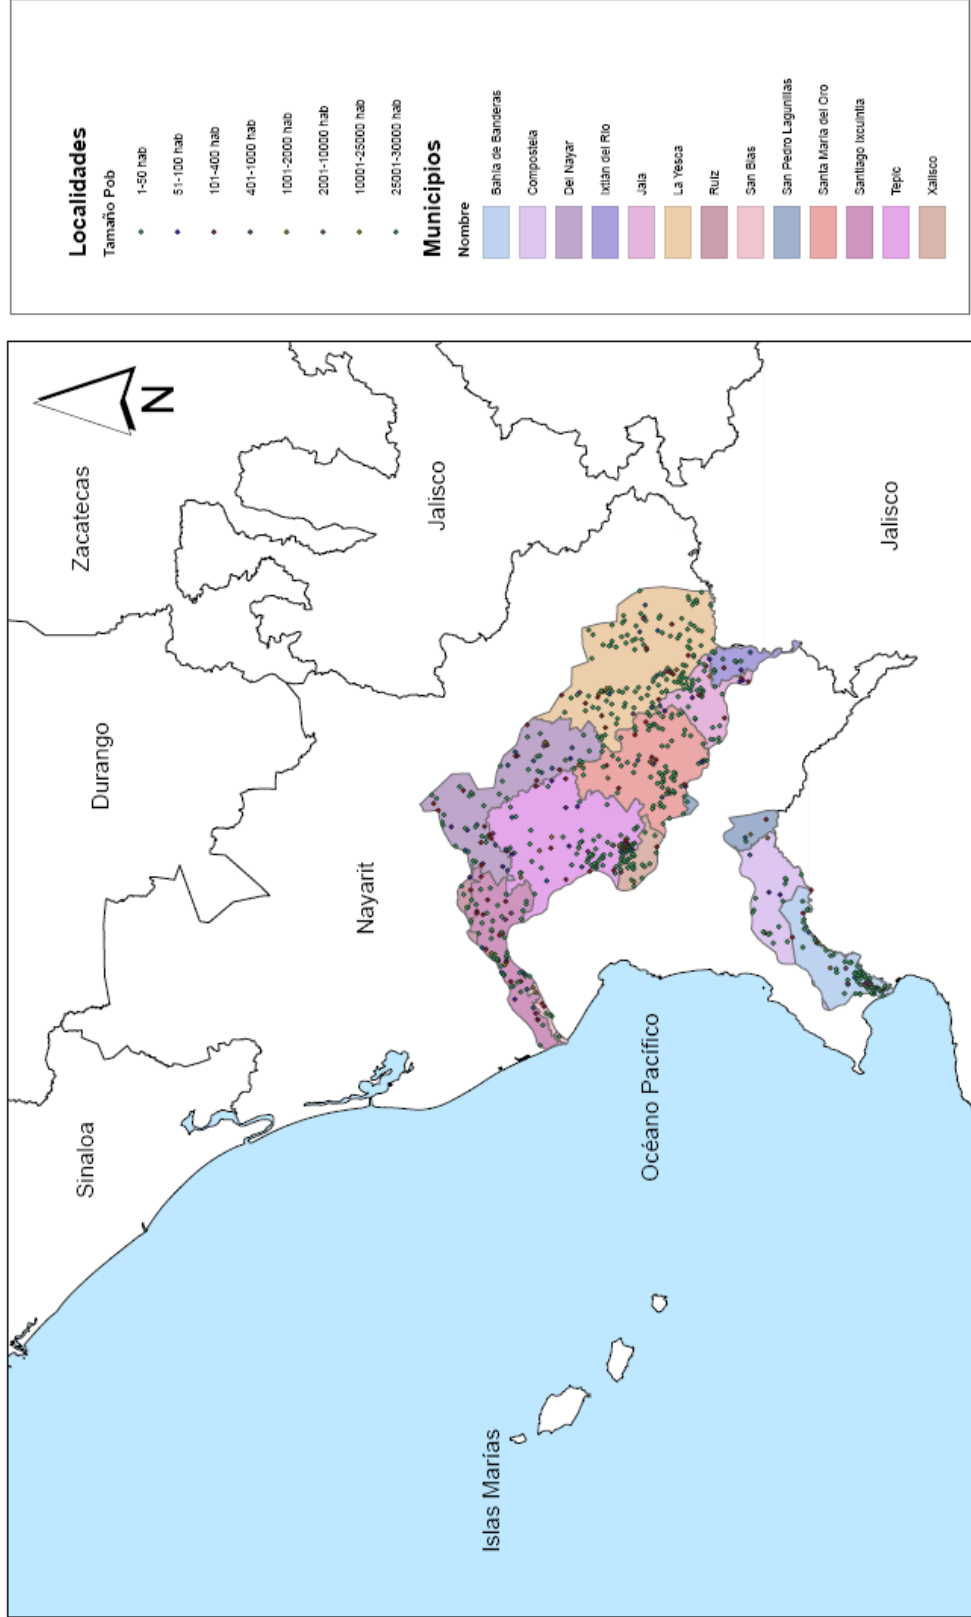 Zacatecas
Durango
Sinaloa
Jalisco
Nayarit
Jalisco
Océano Pacífico
Islas Marías
N
Localidades
Tamaño Pob
1-50 hab
51-100 hab
101-400 hab
401-1000 hab
1001-2000 hab
2001-10000 hab
10001-25000 hab
25001-30000 hab
Municipios
Nombre
Bahía de Banderas
Compostela
Del Nayar
Ixtlán del Río
Jala
La Yesca
Ruíz
San Blas
San Pedro Lagunillas
Santa María del Oro
Santiago Ixcuintla
Tepic
Xalisco